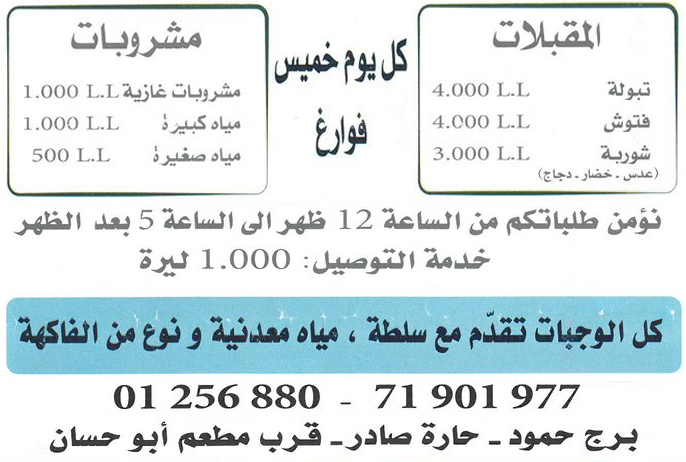 المقبلات
تبولة 4.000 L.L
فتوش 4.000 L.L
شوربة 3.000 L.L
(عدس ـ خضار ـ دجاج)
كل يوم خميس
فوارغ
مشروبات
مشروبات غازية 1.000 L.L
مياه كبيرة 1.000 L.L
مياه صغيرة 500 L.L
نؤمن طلباتكم من الساعة 12 ظهر الى الساعة 5 بعد الظهر
خدمة التوصيل: 1.000 ليرة
كل الوجبات تقدّم مع سلطة ، مياه معدنية و نوع من الفاكهة
01 256 880 - 71 901 977
برج حمود ـ حارة صادر ـ قرب مطعم أبو حسان